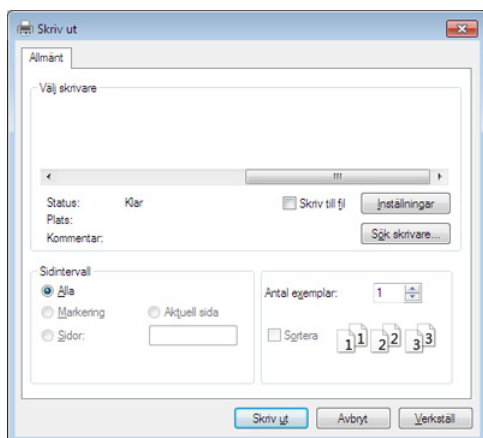 Skriv ut
Allmänt
Välj skrivare
Status: Klar
Skriv till fil
Inställningar
Plats:
Kommentar:
Sök skrivare...
Sidintervall
Alla
Markering
Aktuell sida
Sidor:
Antal exemplar: 1
Sortera
1 1 2 2 3 3
Skriv ut
Avbryt
Verkställ